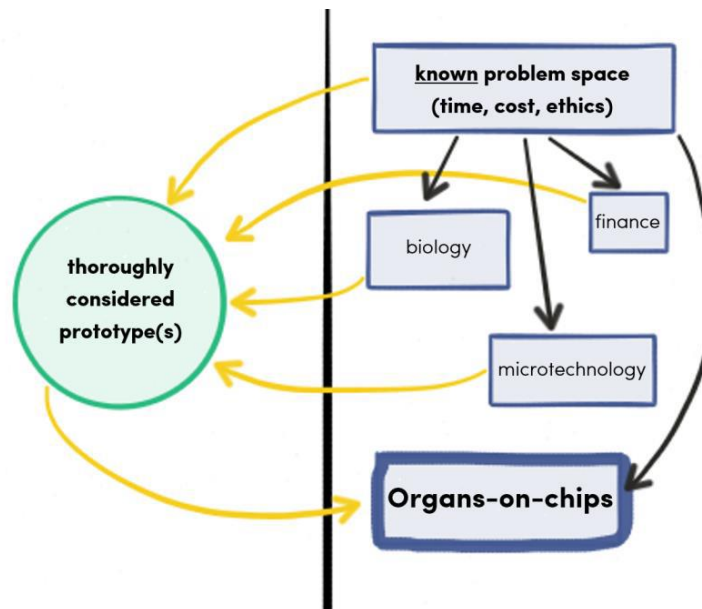 known problem space
(time, cost, ethics)
finance
biology
thoroughly
considered
prototype(s)
microtechnology
Organs-on-chips